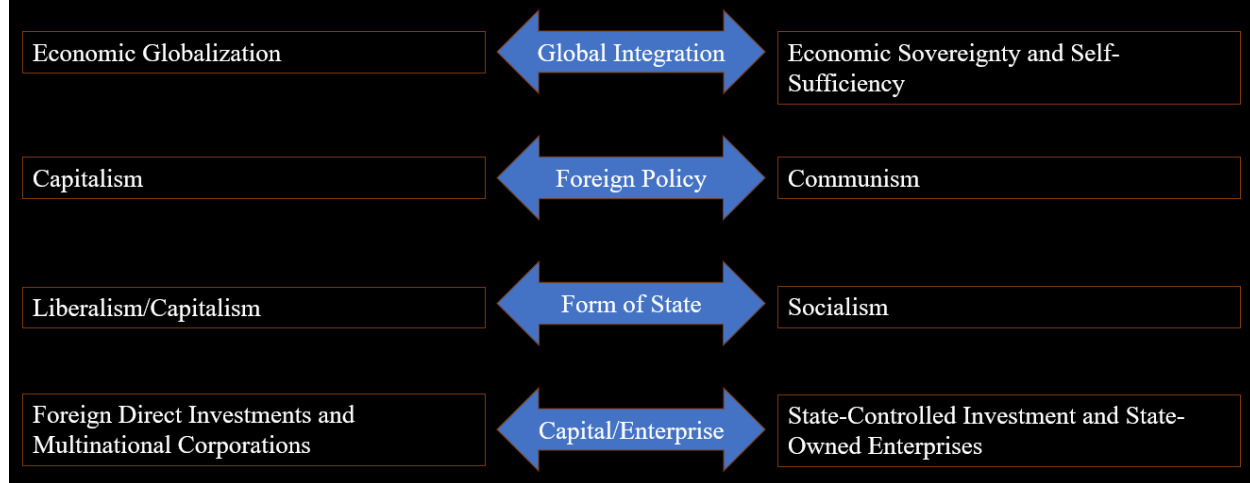 Economic Globalization
Global Integration
Economic Sovereignty and Self-
Sufficiency
Capitalism
Foreign Policy
Communism
Liberalism/Capitalism
Form of State
Socialism
Foreign Direct Investments and
Multinational Corporations
Capital/Enterprise
State-Controlled Investment and State-
Owned Enterprises